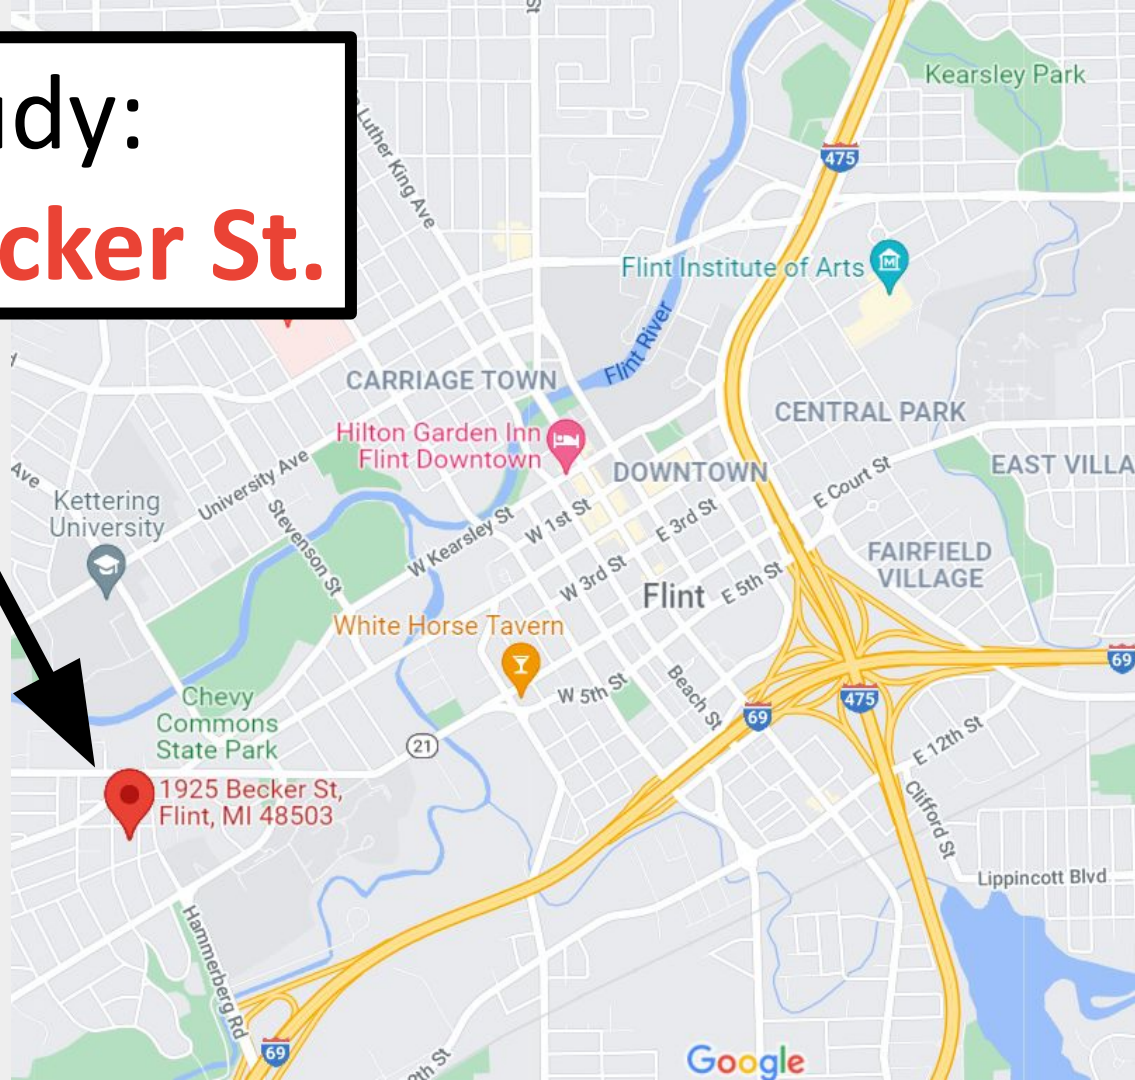 udy:
cker St.
St
Luther King Ave
Kearsley Park
475
Flint Institute of Arts
Flint River
CARRIAGE TOWN
CENTRAL PARK
Hilton Garden Inn
Flint Downtown
DOWNTOWN
E Court St
EAST VILLA
Ave
University Ave
Kettering
University
Stevenson St
W Kearsley St
W 1st St
E 3rd St
W 3rd St
FAIRFIELD
VILLAGE
Flint
E 5th St
White Horse Tavern
69
Beach St
W 5th St
Chevy
Commons
State Park
475
69
21
E 12th St
1925 Becker St,
Flint, MI 48503
Clifford St
Lippincott Blvd
Hammerberg Rd
69
th St
Google